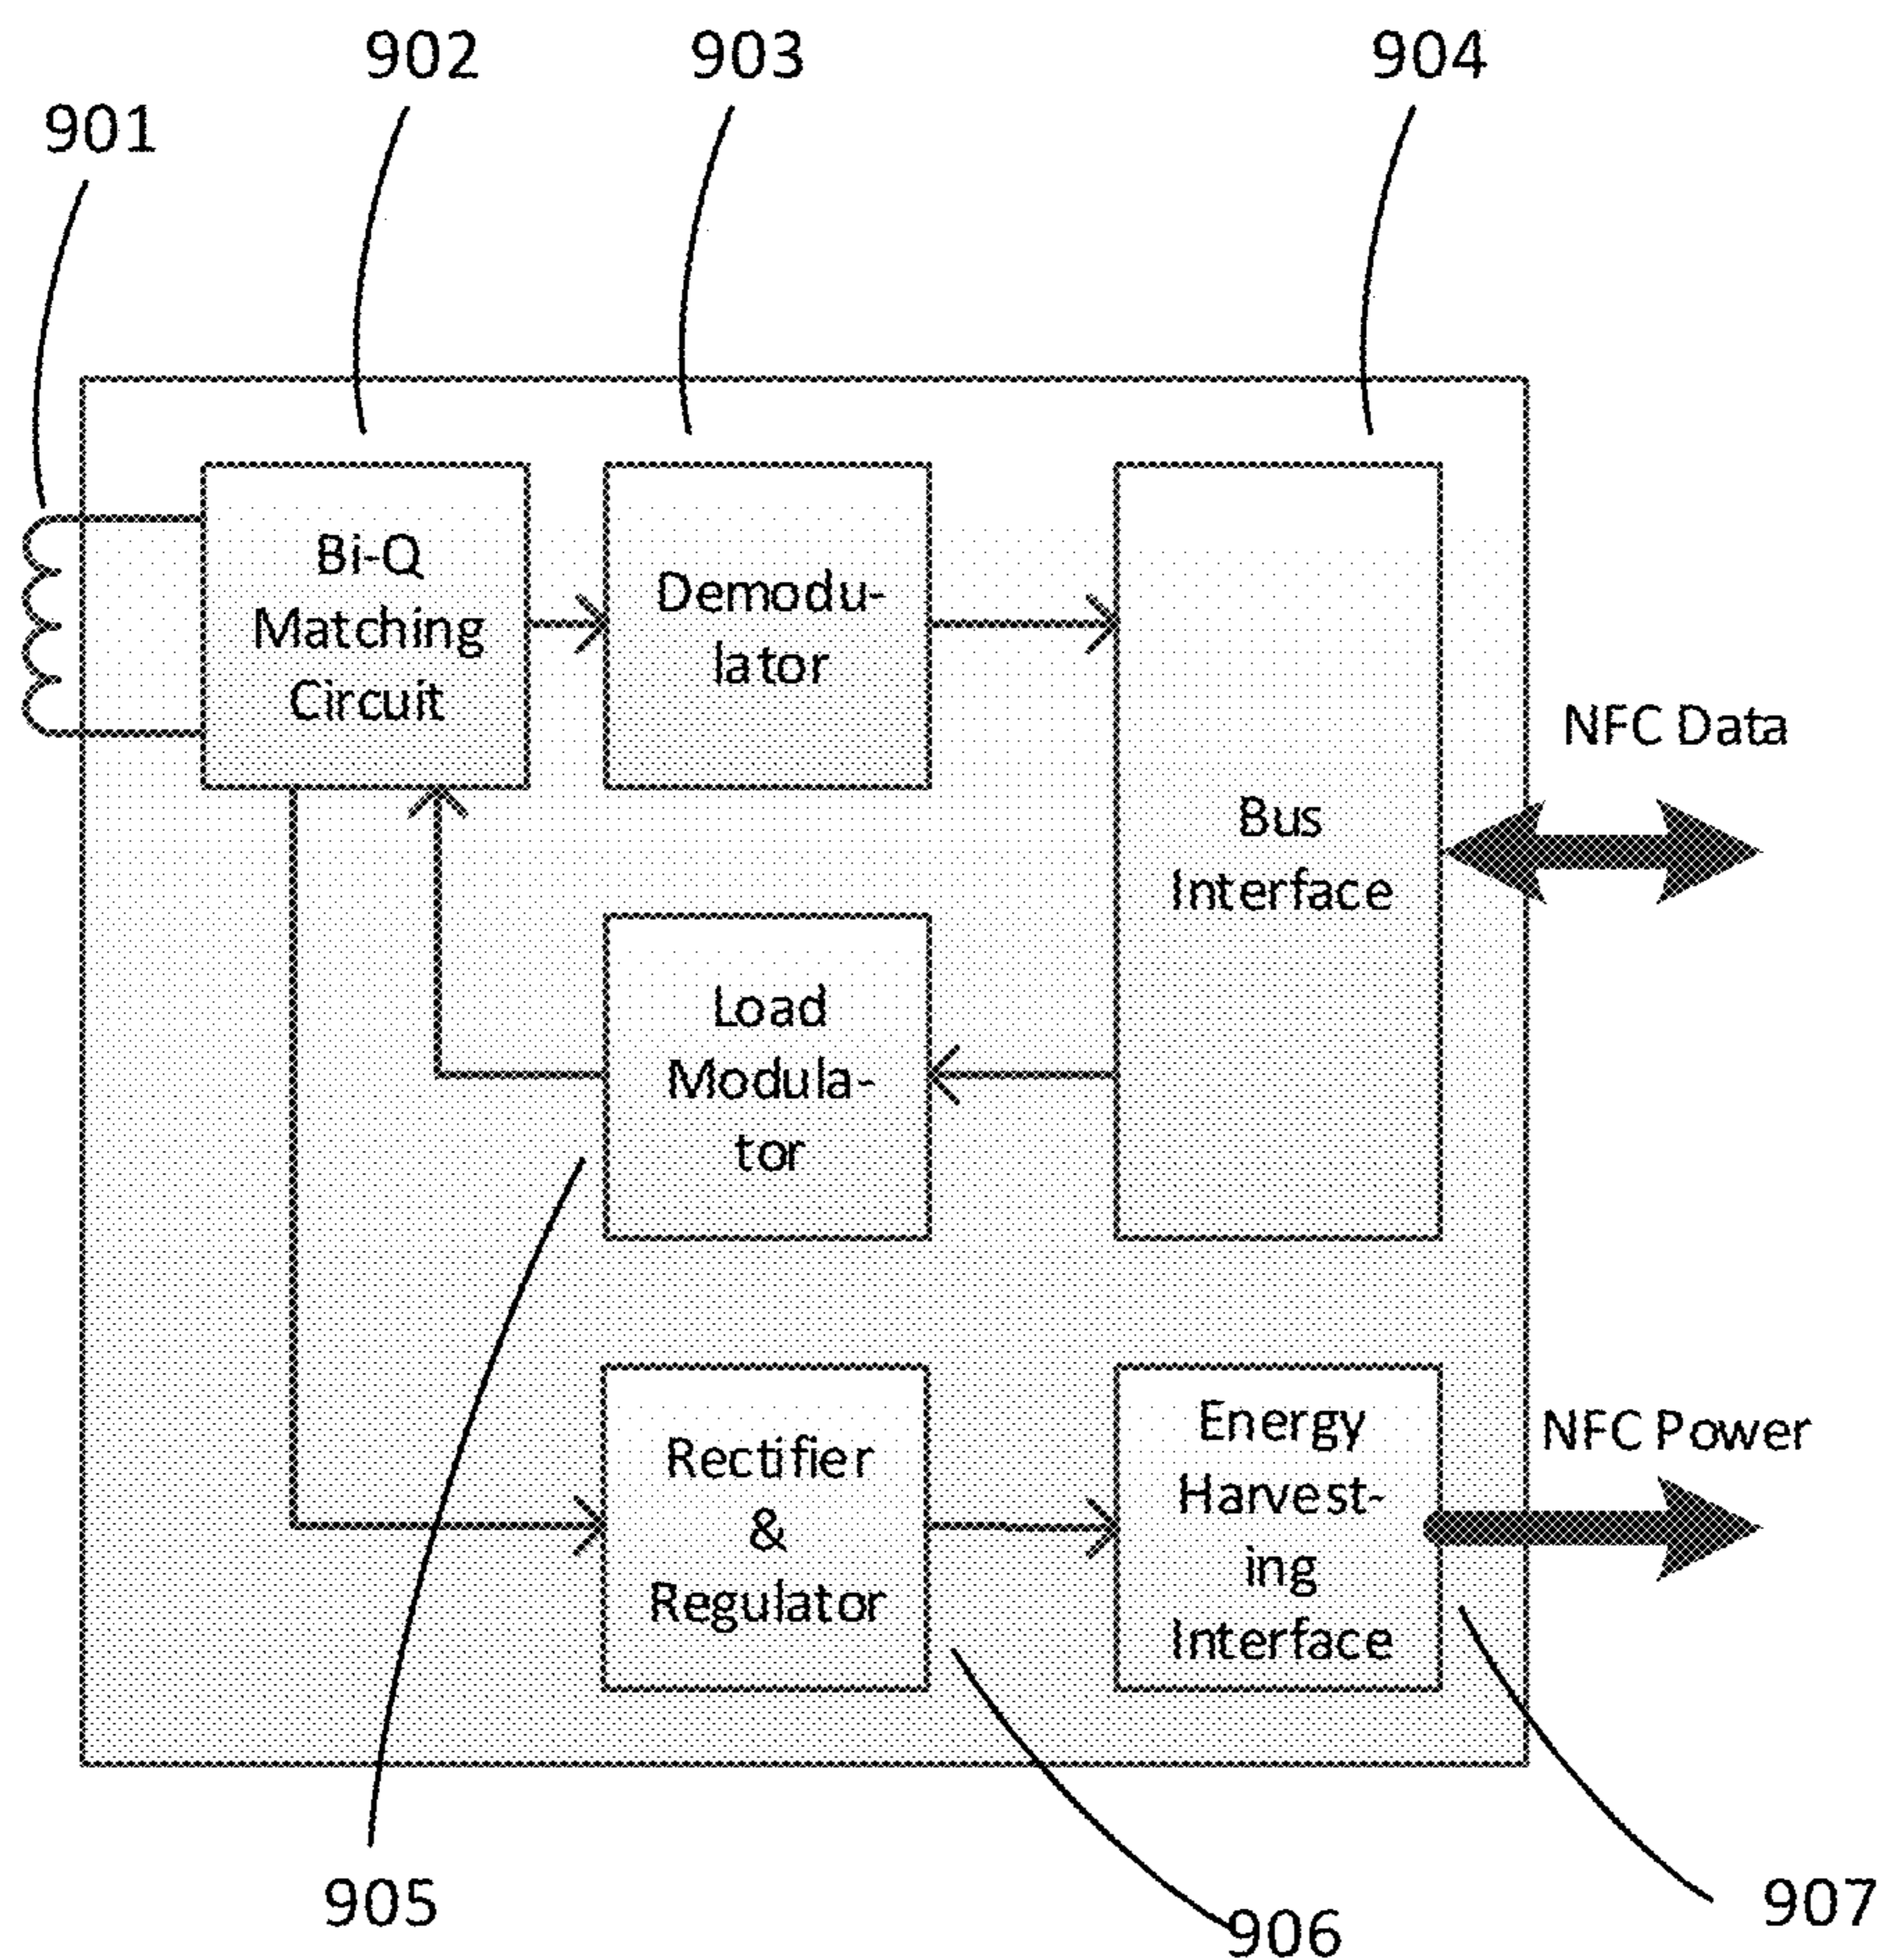 902
903
904
901
Bi-Q
Matching
Circuit
Demodu-
lator
NFC Data
Bus
Interface
Load
Modula-
tor
Rectifier
&
Regulator
Energy
Harvest-
ing
Interface
NFC Power
905
906
907